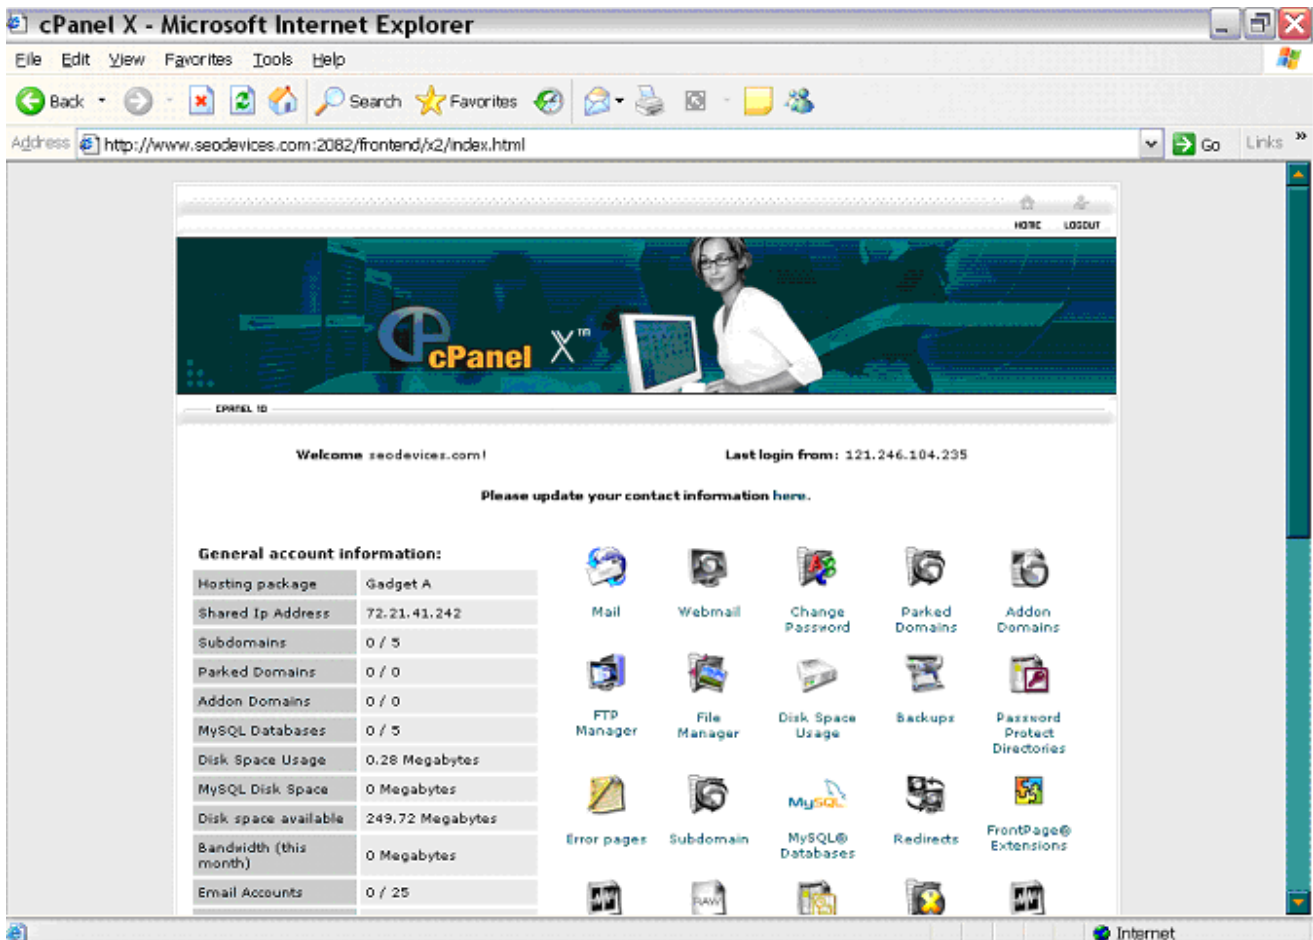 cPanel X - Microsoft Internet Explorer
File Edit View Favorites Tools Help
Back Search Favorites
Address http://www.seodevices.com:2082/frontend/x2/index.html Go Links »
HOME LOGOUT
cPanel X™
CPANEL 10
Welcome seodevices.com! Last login from: 121.246.104.235
Please update your contact information here.
General account information:
Hosting package Gadget A
Shared Ip Address 72.21.41.242
Subdomains 0 / 5
Parked Domains 0 / 0
Addon Domains 0 / 0
MySQL Databases 0 / 5
Disk Space Usage 0.28 Megabytes
MySQL Disk Space 0 Megabytes
Disk space available 249.72 Megabytes
Bandwidth (this
month) 0 Megabytes
Email Accounts 0 / 25
Mail Webmail Change Parked Addon
Password Domains Domains
FTP File Disk Space Backups Password
Manager Manager Usage Protect
Directories
MySQL
Error pages Subdomain MySQL® Redirects FrontPage®
Databases Extensions
RAW
Internet